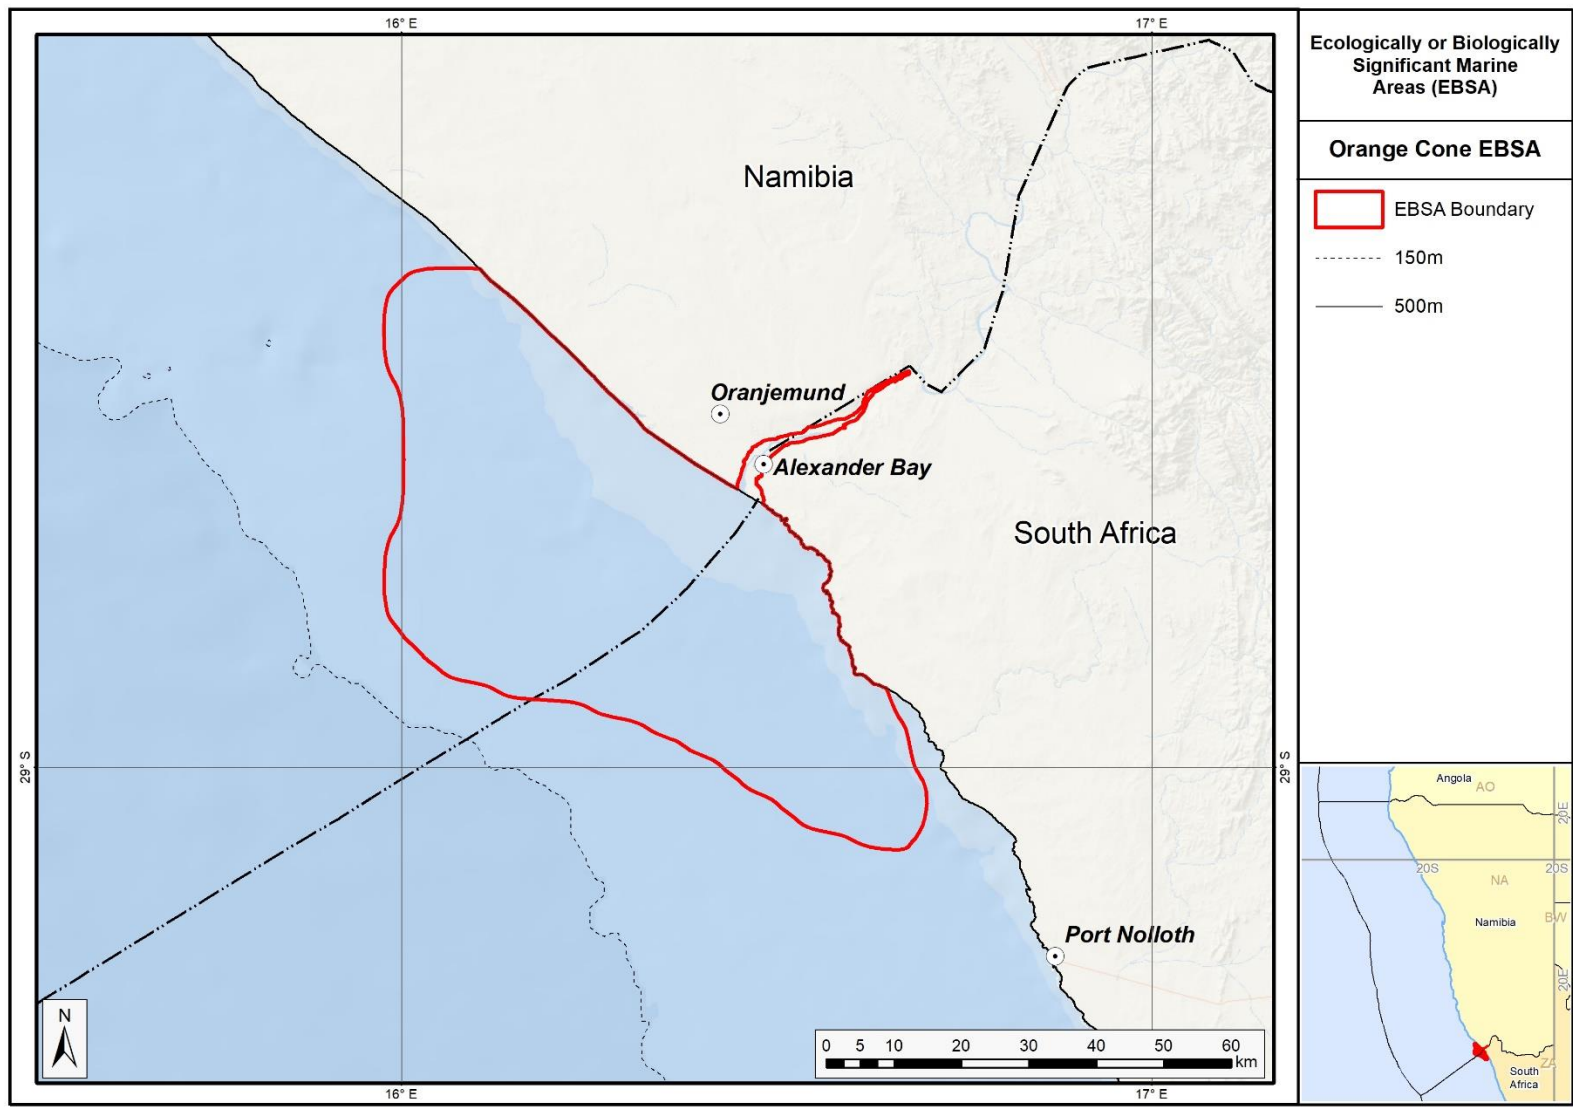 16° E
17° E
Namibia
Oranjemund
Alexander Bay
South Africa
29° S
29° S
Port Nolloth
N
0 5 10 20 30 40 50 60
km
16° E
17° E
Ecologically or Biologically
Significant Marine
Areas (EBSA)
Orange Cone EBSA
EBSA Boundary
150m
500m
Angola
AO
20E
20S
20S
NA
BW
Namibia
20E
ZA
South
Africa